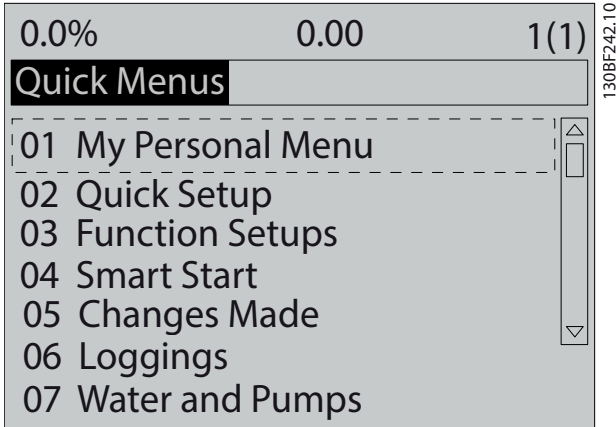 0.0% 0.00 1(1)
Quick Menus
01 My Personal Menu
02 Quick Setup
03 Function Setups
04 Smart Start
05 Changes Made
06 Loggings
07 Water and Pumps
130BF242.10